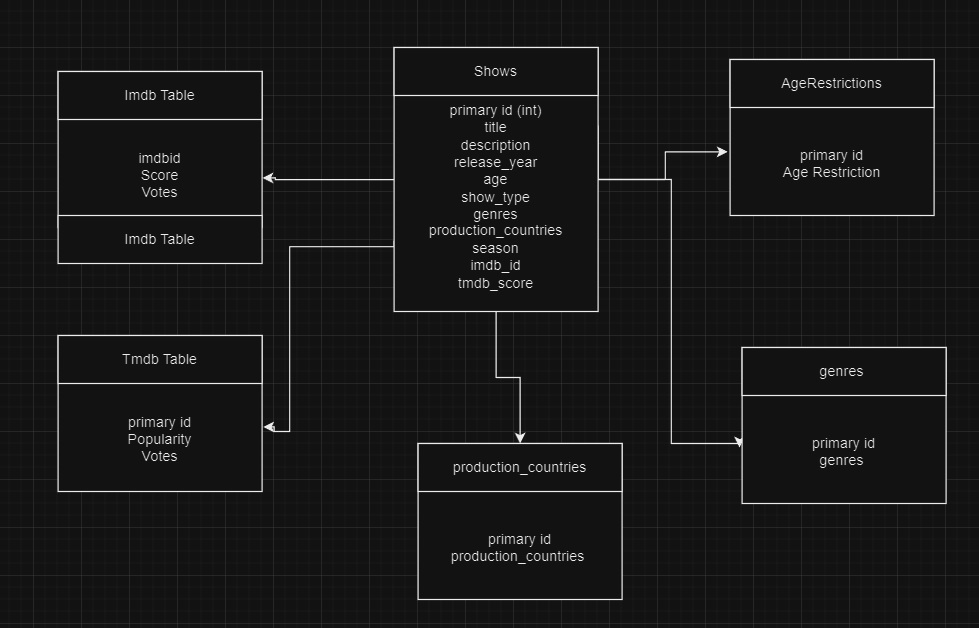 Imdb Table
imdbid
Score
Votes
Imdb Table
Shows
primary id (int)
title
description
release_year
age
show_type
genres
production_countries
season
imdb_id
tmdb_score
AgeRestrictions
primary id
Age Restriction
Tmdb Table
primary id
Popularity
Votes
production_countries
primary id
production_countries
genres
primary id
genres